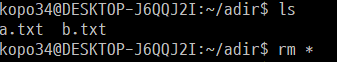 kopo34@DESKTOP-J6QQJ2I:~/adir$ ls
a.txt  b.txt
kopo34@DESKTOP-J6QQJ2I:~/adir$ rm *